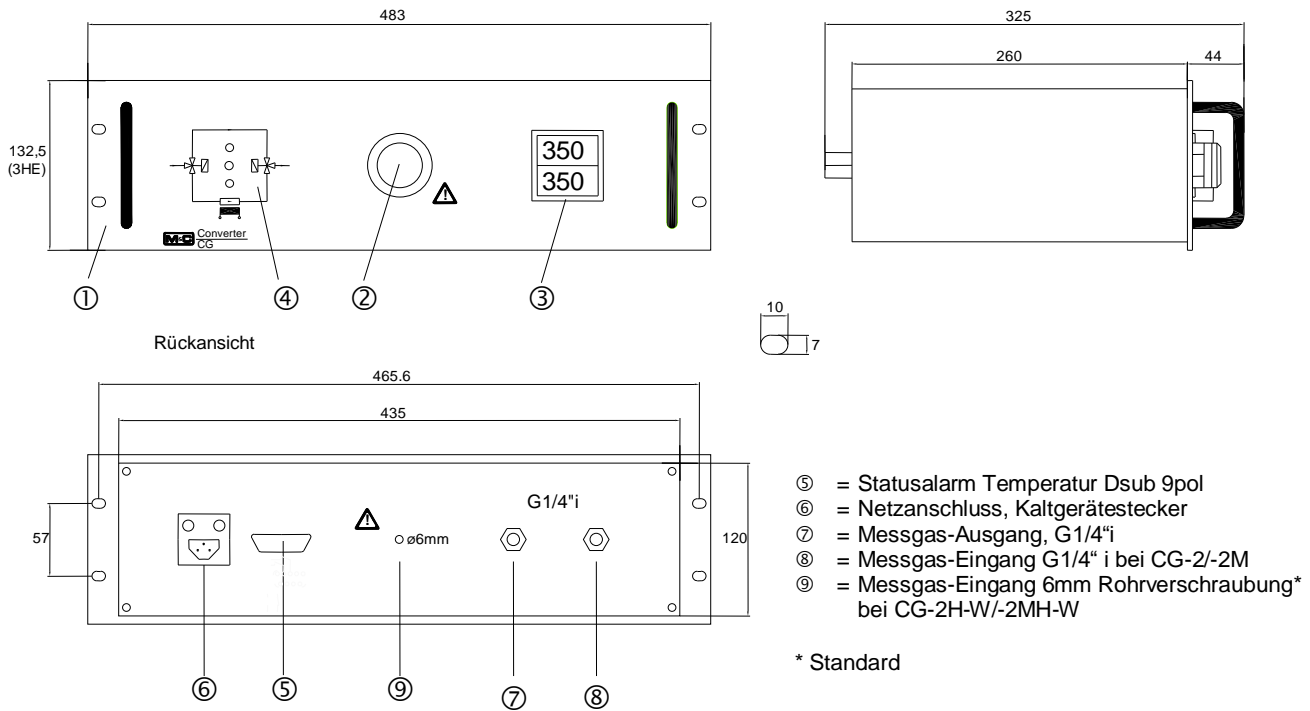 483
132,5
(3HE)
350
350
M&C Converter
CG
① ④ ② ③
325
260
44
10
7
Rückansicht
465.6
435
57
120
G1/4"i
ø6mm
⑥ ⑤ ⑨ ⑦ ⑧
⑤ = Statusalarm Temperatur Dsub 9pol
⑥ = Netzanschluss, Kaltgerätestecker
⑦ = Messgas-Ausgang, G1/4“i
⑧ = Messgas-Eingang G1/4“ i bei CG-2/-2M
⑨ = Messgas-Eingang 6mm Rohrverschraubung*
bei CG-2H-W/-2MH-W
* Standard